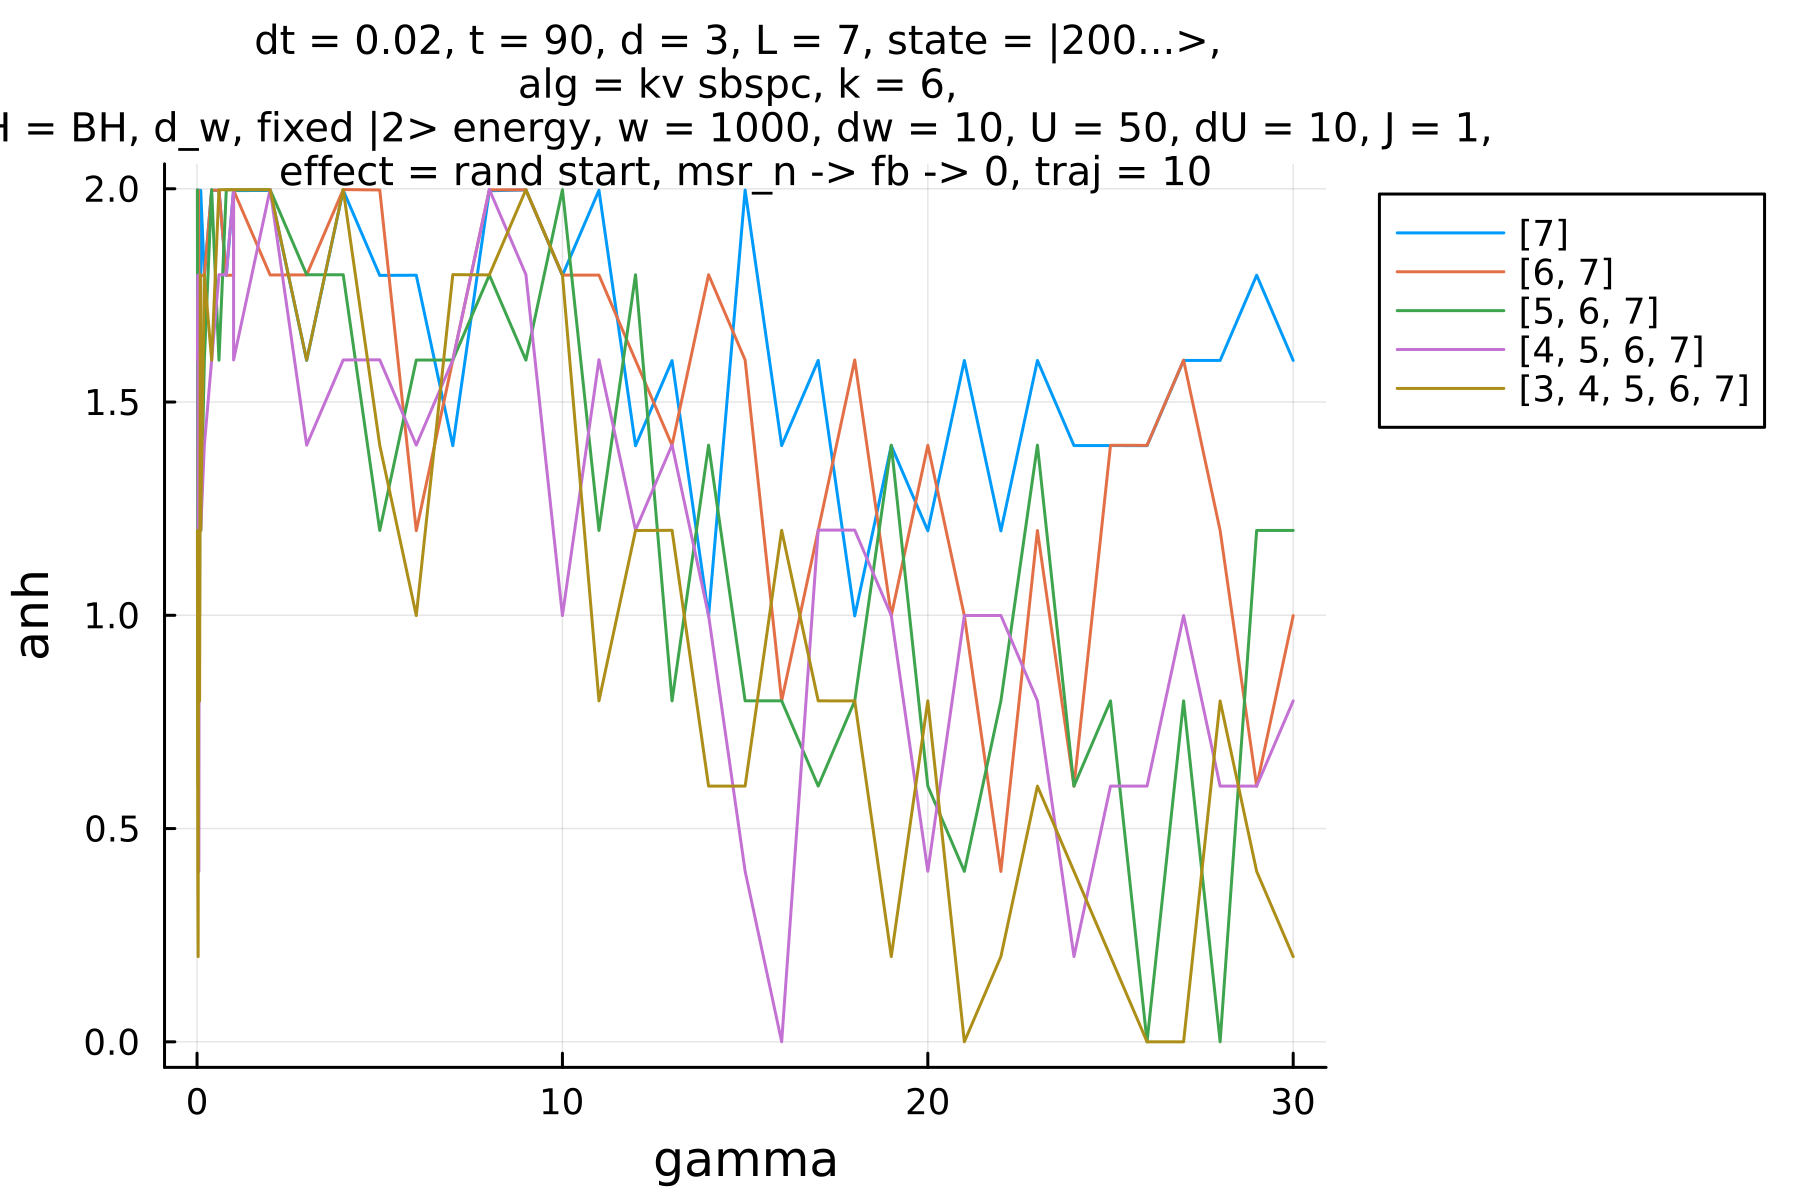 dt = 0.02, t = 90, d = 3, L = 7, state = |200...>,
alg = kv sbspc, k = 6,
= BH, d_w, fixed |2> energy, w = 1000, dw = 10, U = 50, dU = 10, J = 1,
effect = rand start, msr_n -> fb -> 0, traj = 10
2.0
1.5
1.0
0.5
0.0
anh
0 10 20 30
gamma
[7]
[6, 7]
[5, 6, 7]
[4, 5, 6, 7]
[3, 4, 5, 6, 7]